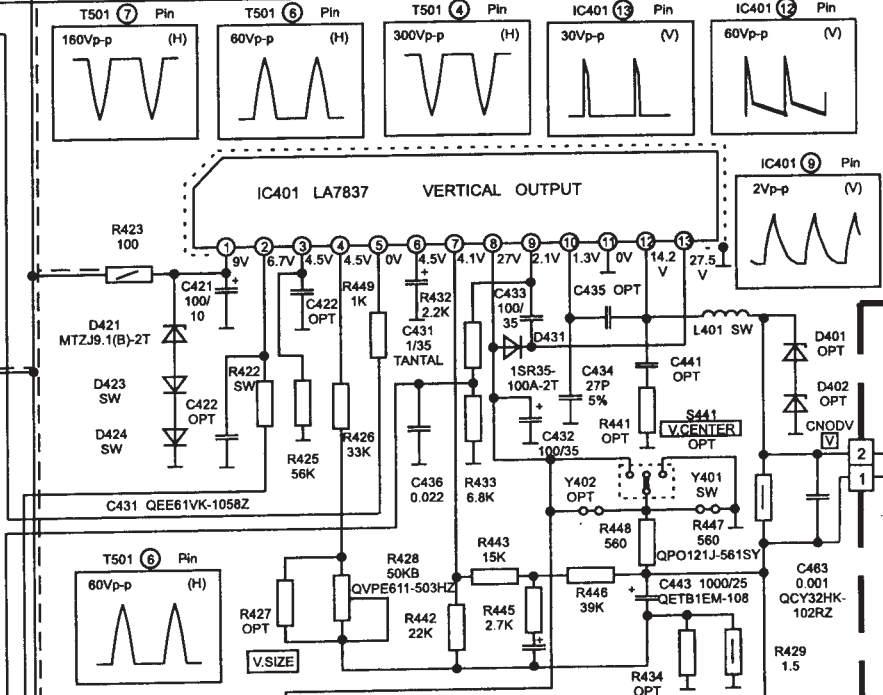 T501 ⑦ Pin
160Vp-p (H)
T501 ⑥ Pin
60Vp-p (H)
T501 ④ Pin
300Vp-p (H)
IC401 ⑬ Pin
30Vp-p (V)
IC401 ⑫ Pin
60Vp-p (V)
IC401 ⑨ Pin
2Vp-p (V)
IC401 LA7837 VERTICAL OUTPUT
1 2 3 4 5 6 7 8 9 10 11 12 13
9V 6.7V 4.5V 4.5V 0V 4.5V 4.1V 27V 2.1V 1.3V 0V 14.2 V 27.5 V
R423
100
C421
100/
10
C422
OPT
R449
1K
R432
2.2K
C431
1/35
TANTAL
C433
100/
35
D431
1SR35-
100A-2T
C435 OPT
L401 SW
D401
OPT
D402
OPT
CNODV
V
2
1
D421
MTZJ9.1(B)-2T
D423
SW
D424
SW
R422
SW
C422
OPT
R425
56K
R426
33K
C436
0.022
R433
6.8K
C432
100/35
C434
27P
5%
C441
OPT
R441
OPT
S441
V.CENTER
OPT
Y402
OPT
Y401
SW
R448
560
R447
560
QPO121J-561SY
C431 QEE61VK-1058Z
T501 ⑥ Pin
60Vp-p (H)
R427
OPT
R428
50KB
QVPE611-503HZ
V.SIZE
R442
22K
R443
15K
R445
2.7K
R446
39K
C443 1000/25
QETB1EM-108
C463
0.001
QCY32HK-
102RZ
R434
OPT
R429
1.5